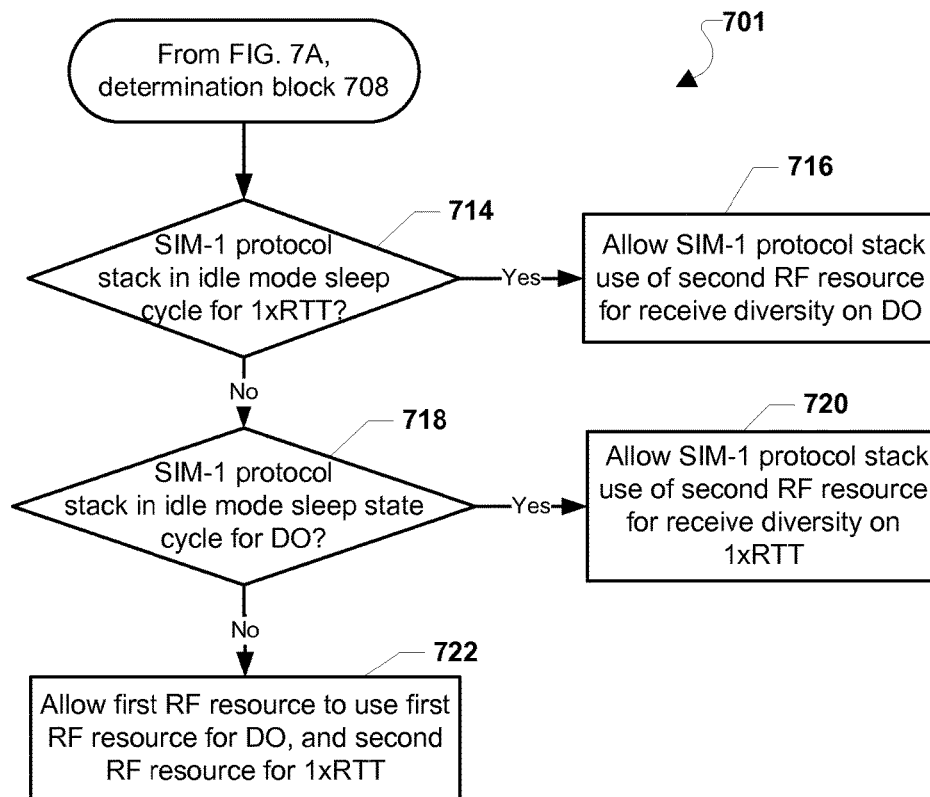 From FIG. 7A,
determination block 708
701
714
SIM-1 protocol
stack in idle mode sleep
cycle for 1xRTT?
Yes
716
Allow SIM-1 protocol stack
use of second RF resource
for receive diversity on DO
No
718
SIM-1 protocol
stack in idle mode sleep state
cycle for DO?
Yes
720
Allow SIM-1 protocol stack
use of second RF resource
for receive diversity on
1xRTT
No
722
Allow first RF resource to use first
RF resource for DO, and second
RF resource for 1xRTT